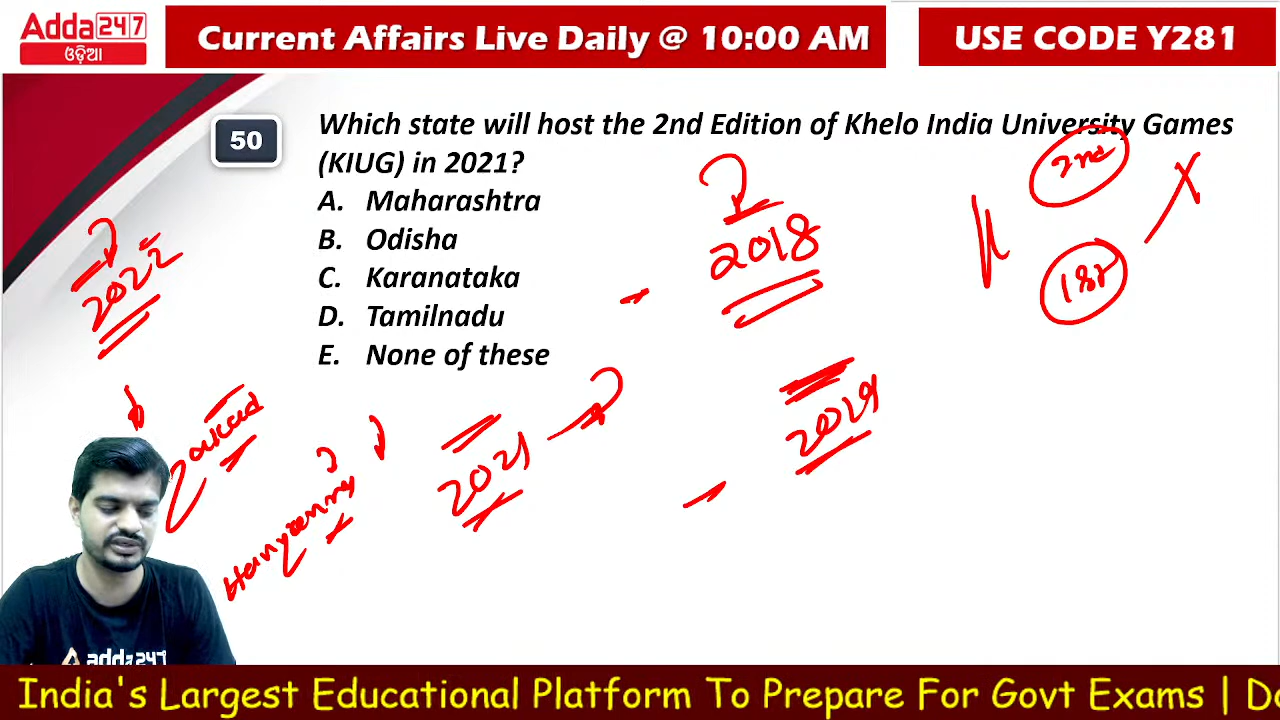 Adda 247
ଓଡ଼ିଆ
Current Affairs Live Daily @ 10:00 AM
USE CODE Y281
50
Which state will host the 2nd Edition of Khelo India University Games
(KIUG) in 2021?
A. Maharashtra
B. Odisha
C. Karanataka
D. Tamilnadu
E. None of these
2nd
1st
2018
2022
2021
adda247
India's Largest Educational Platform To Prepare For Govt Exams |